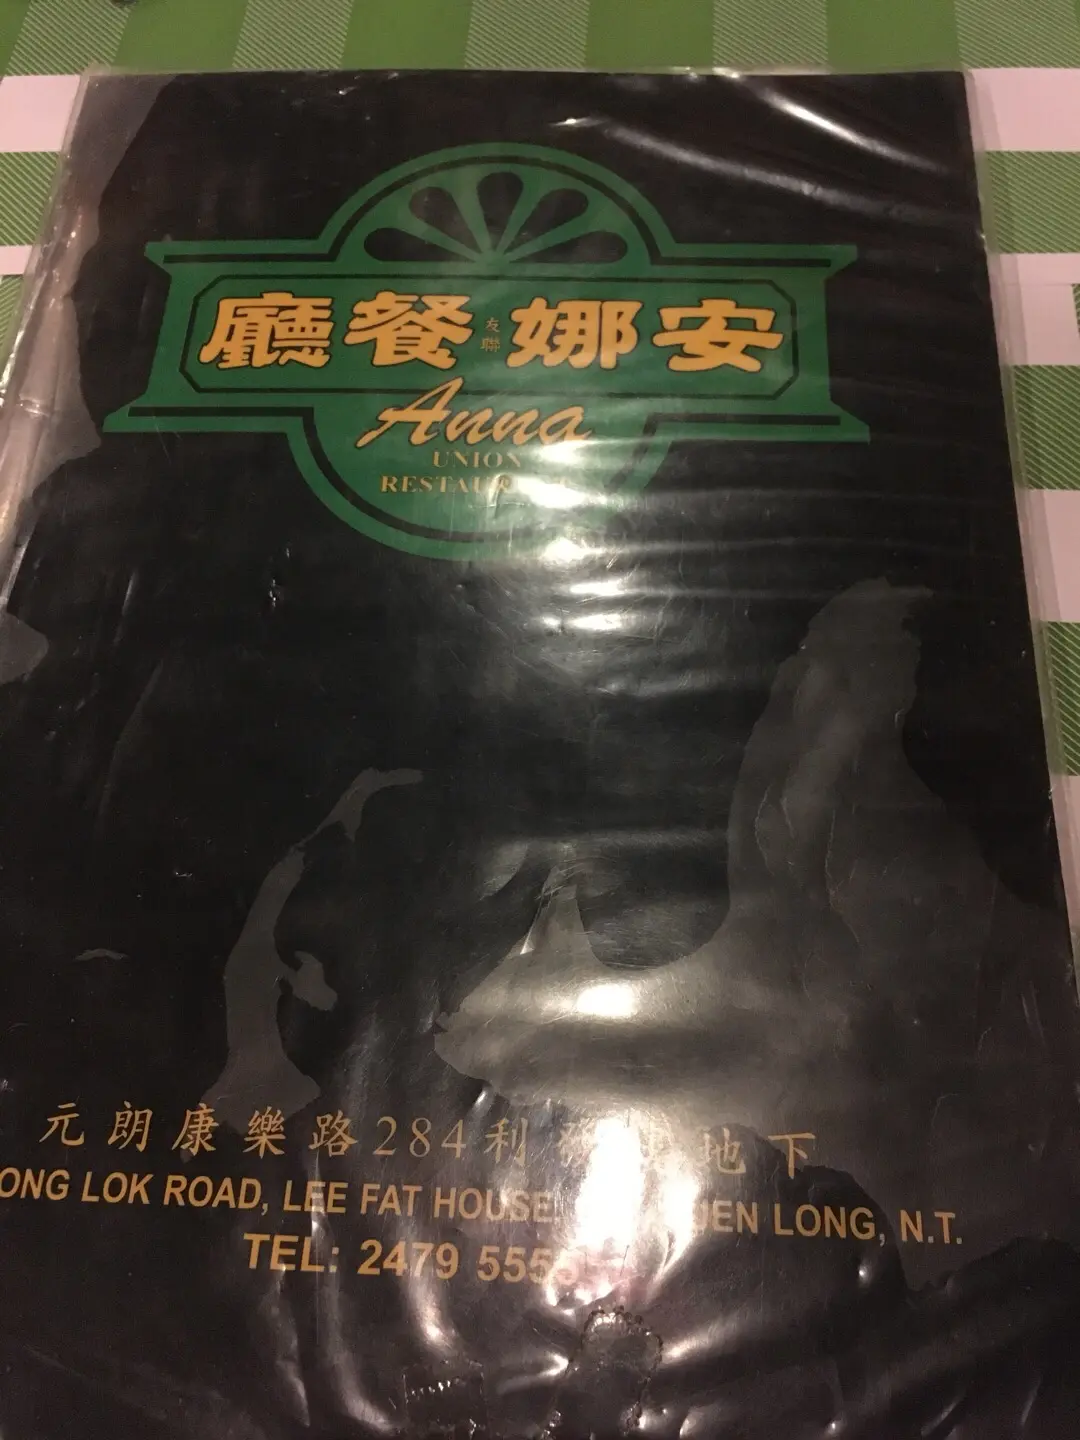 安娜友聯餐廳
Anna
UNION
RESTAURANT
元朗康樂路284利 地下
LOK ROAD, LEE FAT HOUSE, LONG, N.T.
TEL: 2479